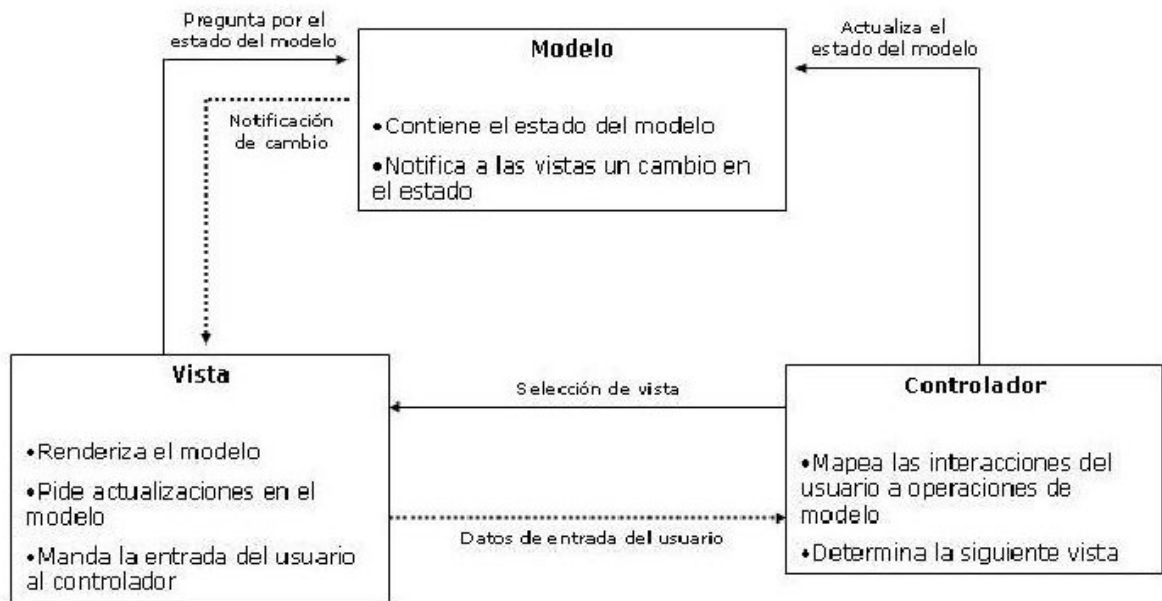 Pregunta por el
estado del modelo
Actualiza el
estado del modelo
Modelo
Notificación
de cambio
•Contiene el estado del modelo
•Notifica a las vistas un cambio en
el estado
Vista
•Renderiza el modelo
•Pide actualizaciones en el
modelo
•Manda la entrada del usuario
al controlador
Selección de vista
Datos de entrada del usuario
Controlador
•Mapea las interacciones del
usuario a operaciones de
modelo
•Determina la siguiente vista